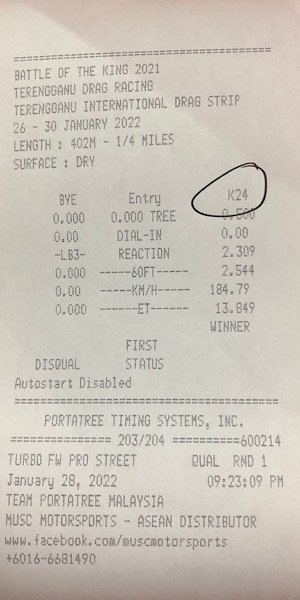 BATTLE OF THE KING 2021
TERENGGANU DRAG RACING
TERENGGANU INTERNATIONAL DRAG STRIP
26 - 30 JANUARY 2022
LENGTH : 402M - 1/4 MILES
SURFACE : DRY
BYE Entry K24
0.000 0.000 TREE 0.500
0.00 DIAL-IN 0.00
-LB3- REACTION 2.309
0.000 ------60FT------ 2.544
0.00 ------KM/H------ 184.79
0.000 -------ET------- 13.849
WINNER
FIRST
DISQUAL STATUS
Autostart Disabled
PORTATREE TIMING SYSTEMS, INC.
=============== 203/204 ==========600214
TURBO FW PRO STREET QUAL RND 1
January 28, 2022 09:23:09 PM
TEAM PORTATREE MALAYSIA
MUSC MOTORSPORTS - ASEAN DISTRIBUTOR
www.facebook.com/muscmotorsports
+6016-6681490